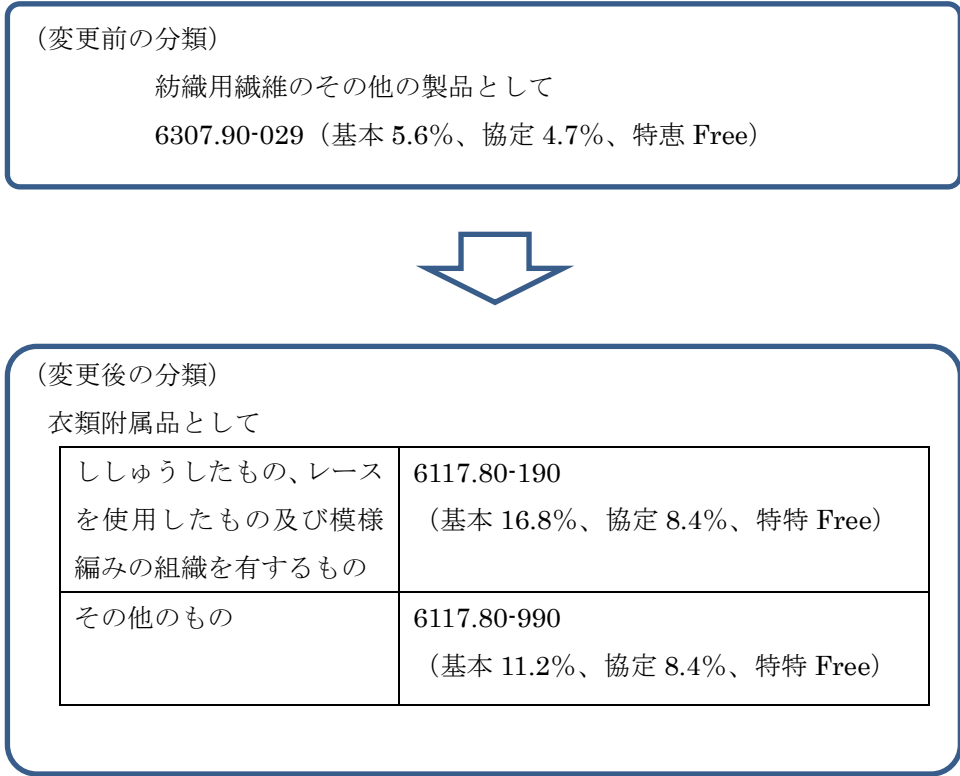 (変更前の分類)
紡織用繊維のその他の製品として
6307.90-029（基本 5.6%、協定 4.7%、特恵 Free）
(変更後の分類)
衣類附属品として
ししゅうしたもの、レース
を使用したもの及び模様
編みの組織を有するもの
6117.80-190
（基本 16.8%、協定 8.4%、特特 Free）
その他のもの
6117.80-990
（基本 11.2%、協定 8.4%、特特 Free）